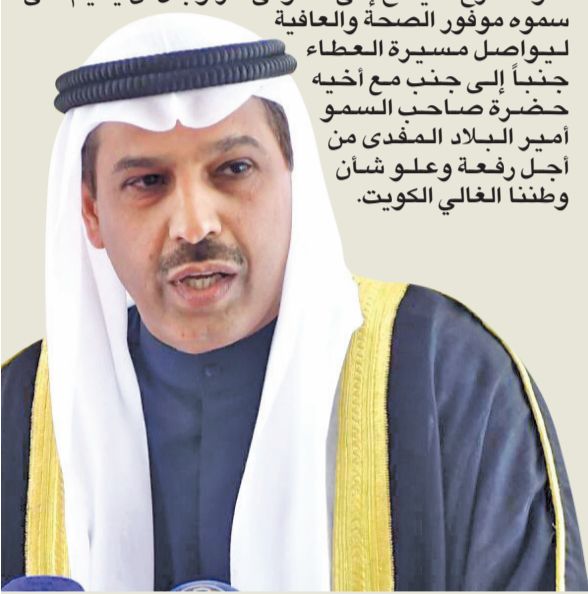 سموه موفور الصحة والعافية
ليواصل مسيرة العطاء
جنباً إلى جنب مع أخيه
حضرة صاحب السمو
أمير البلاد المفدى من
أجل رفعة وعلو شأن
وطننا الغالي الكويت.